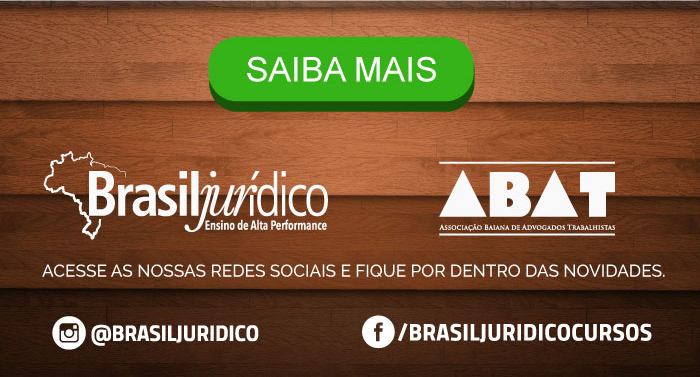 SAIBA MAIS
Brasiljurídico
Ensino de Alta Performance
ABAT
ASSOCIAÇÃO BAIANA DE ADVOGADOS TRABALHISTAS
ACESSE AS NOSSAS REDES SOCIAIS E FIQUE POR DENTRO DAS NOVIDADES.
@BRASILJURIDICO
f /BRASILJURIDICOCURSOS